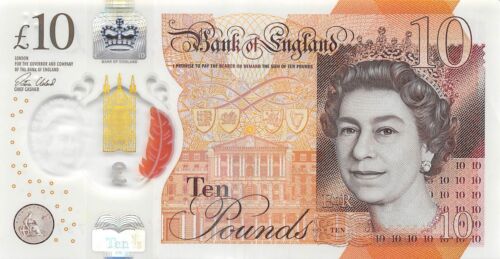 £10
LONDON
FOR THE GOVERNOR AND COMPANY
OF THE BANK OF ENGLAND
CHIEF CASHIER
BANK OF ENGLAND
Bank of England
I PROMISE TO PAY THE BEARER ON DEMAND THE SUM OF TEN POUNDS
10
£
Ten
Ten
Pounds
TEN
EIIR
10 10
10 10 10
10